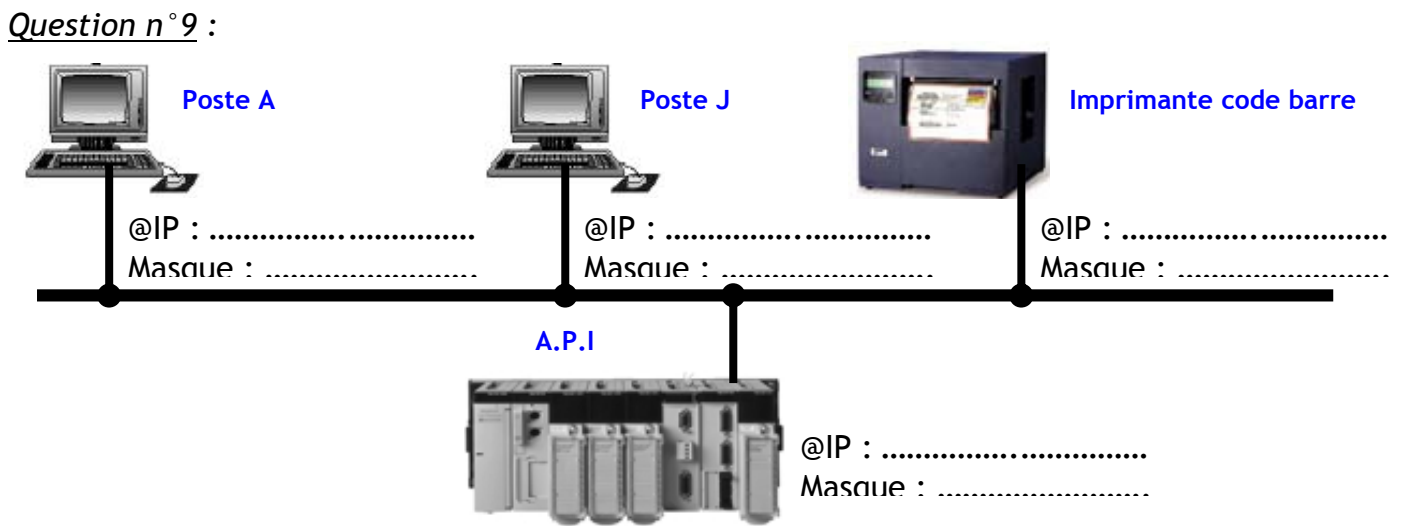 Question n°9 :
Poste A
Poste J
Imprimante code barre
@IP : ................................
Masque : .........................
@IP : ................................
Masque : .........................
@IP : ................................
Masque : .........................
A.P.I
@IP : ................................
Masque : .........................